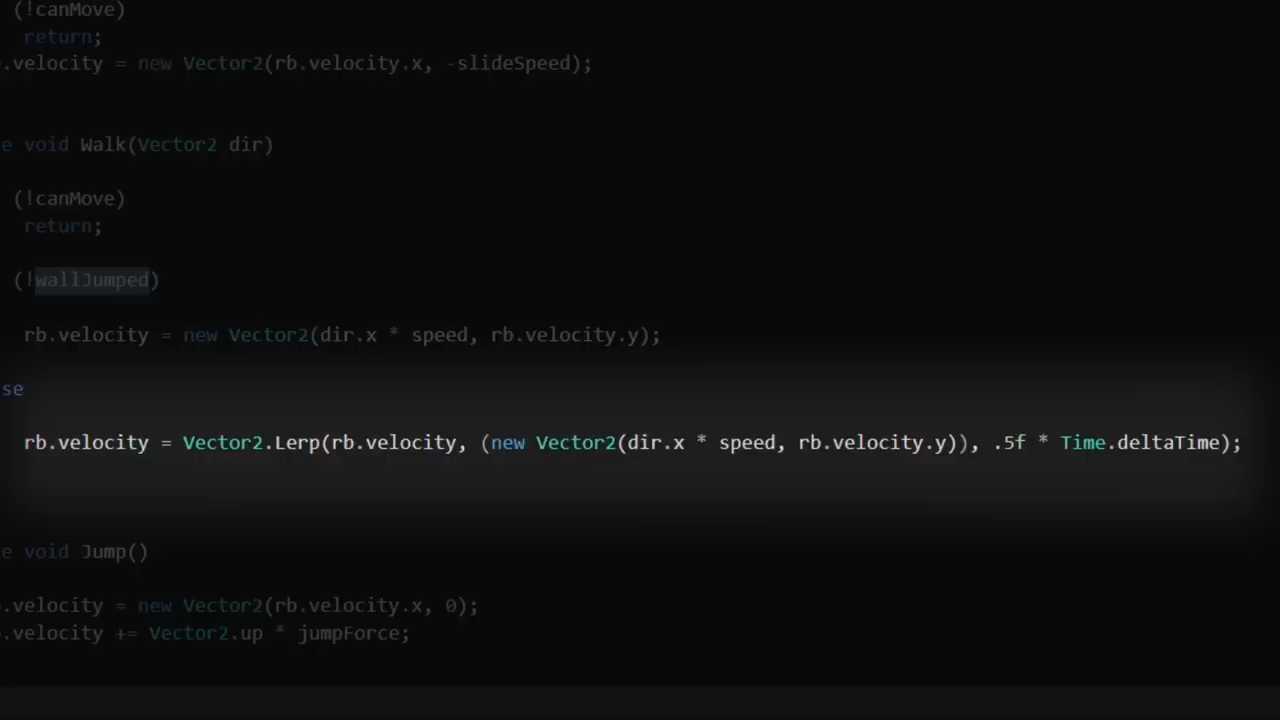 (!canMove)
return;
.velocity = new Vector2(rb.velocity.x, -slideSpeed);
e void Walk(Vector2 dir)
(!canMove)
return;
(!wallJumped)
rb.velocity = new Vector2(dir.x * speed, rb.velocity.y);
se
rb.velocity = Vector2.Lerp(rb.velocity, (new Vector2(dir.x * speed, rb.velocity.y)), .5f * Time.deltaTime);
e void Jump()
.velocity = new Vector2(rb.velocity.x, 0);
.velocity += Vector2.up * jumpForce;